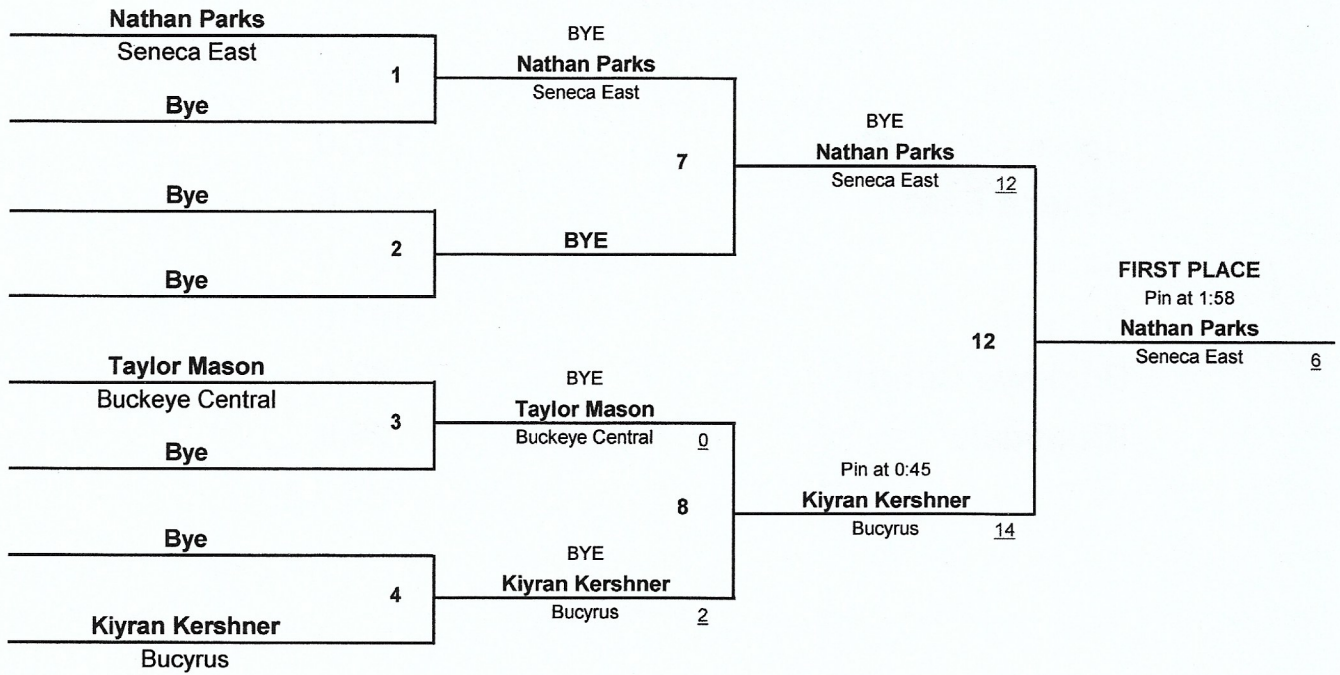 Nathan Parks
Seneca East
1
Bye
Bye
2
Bye
Taylor Mason
Buckeye Central
3
Bye
Bye
4
Kiyran Kershner
Bucyrus
BYE
Nathan Parks
Seneca East
7
BYE
BYE
Taylor Mason
Buckeye Central 0
8
BYE
Kiyran Kershner
Bucyrus 2
BYE
Nathan Parks
Seneca East 12
12
Pin at 0:45
Kiyran Kershner
Bucyrus 14
FIRST PLACE
Pin at 1:58
Nathan Parks
Seneca East 6